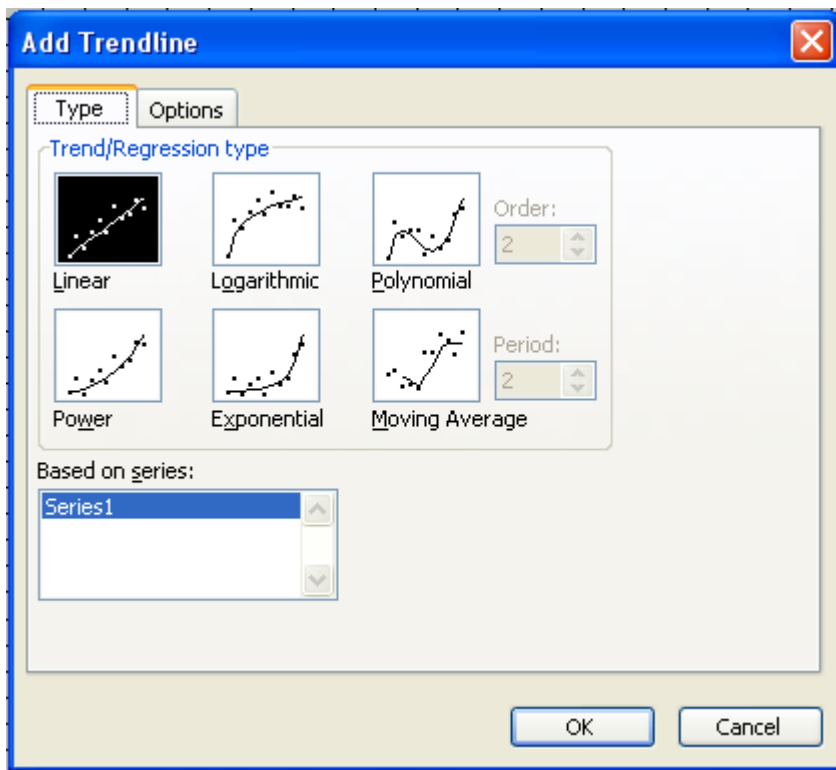 Add Trendline
Type Options
Trend/Regression type
Order:
2
Linear Logarithmic Polynomial
Period:
2
Power Exponential Moving Average
Based on series:
Series1
OK Cancel